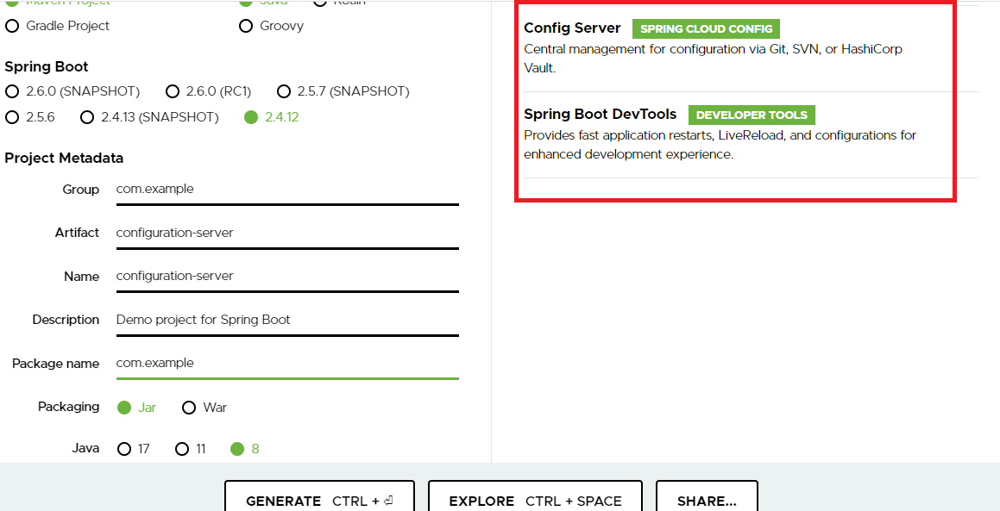 Maven Project Java Kotlin
Gradle Project Groovy
Spring Boot
2.6.0 (SNAPSHOT) 2.6.0 (RC1) 2.5.7 (SNAPSHOT)
2.5.6 2.4.13 (SNAPSHOT) 2.4.12
Project Metadata
Group com.example
Artifact configuration-server
Name configuration-server
Description Demo project for Spring Boot
Package name com.example
Packaging Jar War
Java 17 11 8
Config Server SPRING CLOUD CONFIG
Central management for configuration via Git, SVN, or HashiCorp
Vault.
Spring Boot DevTools DEVELOPER TOOLS
Provides fast application restarts, LiveReload, and configurations for
enhanced development experience.
GENERATE CTRL + ⏎ EXPLORE CTRL + SPACE SHARE...